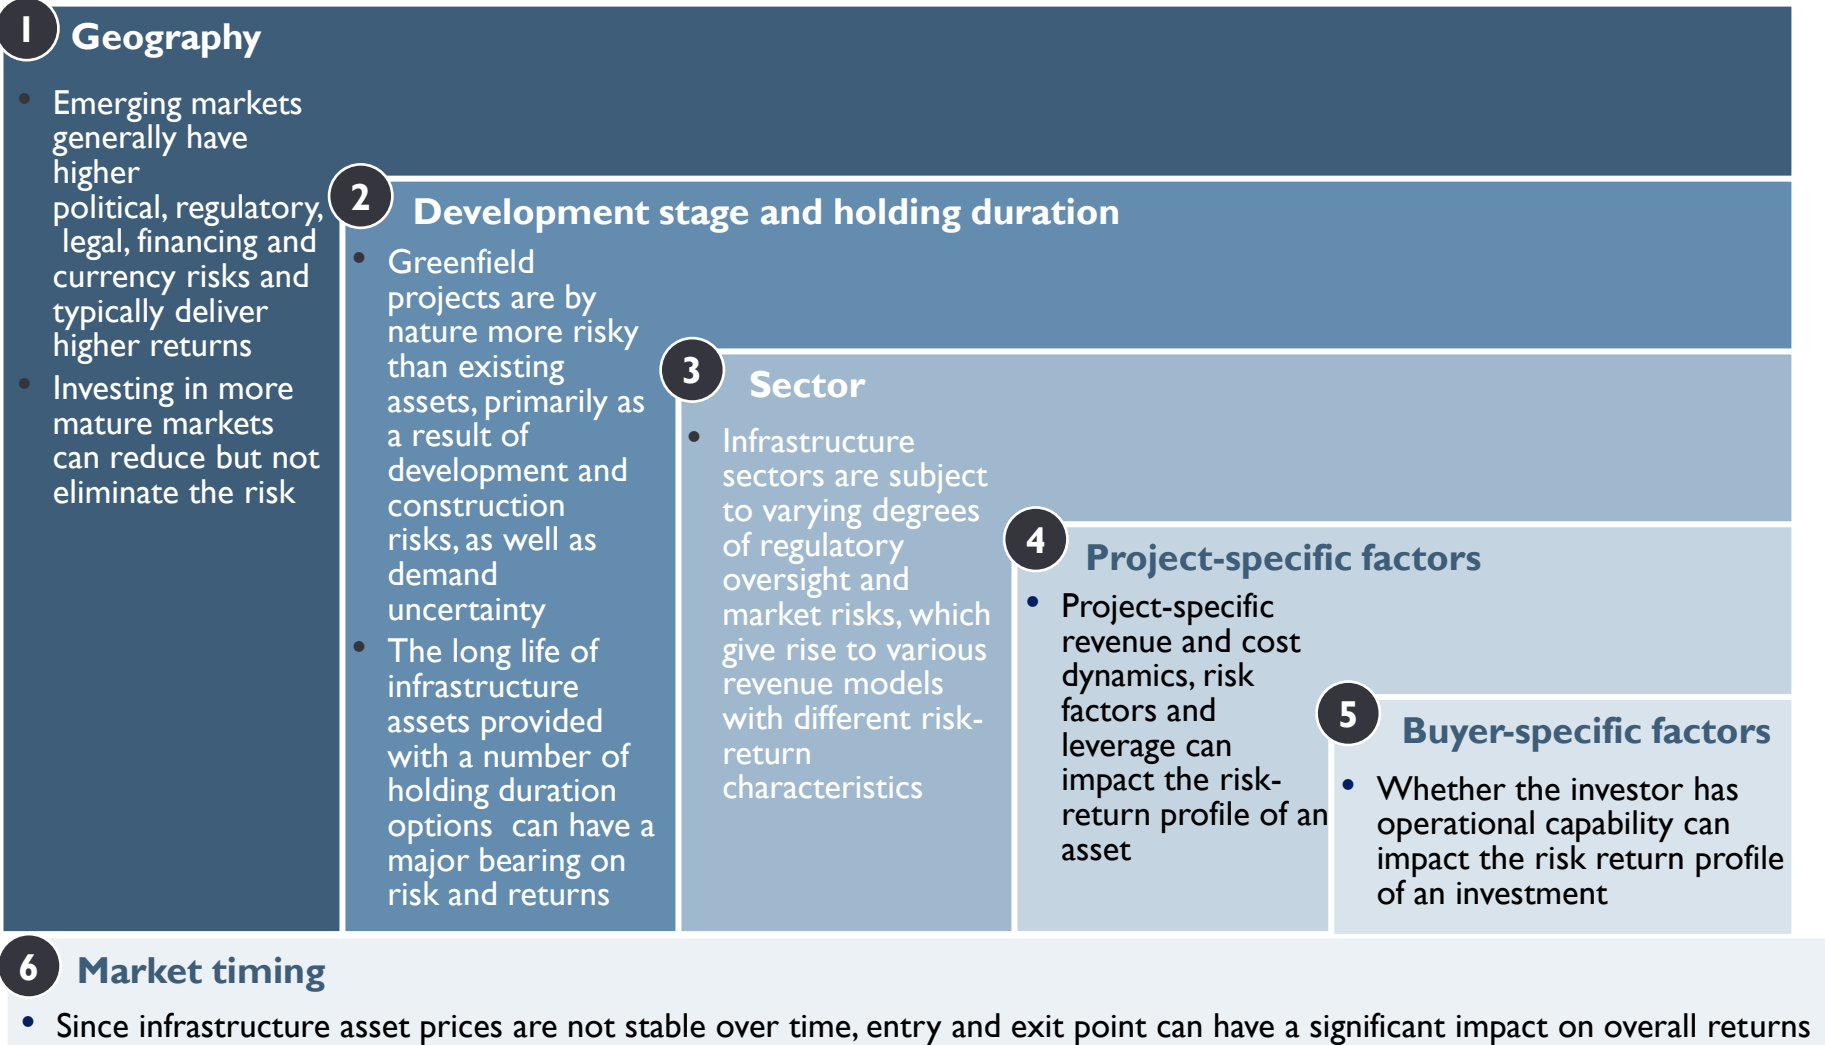 1
Geography
• Emerging markets
generally have
higher
political, regulatory,
legal, financing and
currency risks and
typically deliver
higher returns
• Investing in more
mature markets
can reduce but not
eliminate the risk
2
Development stage and holding duration
• Greenfield
projects are by
nature more risky
than existing
assets, primarily as
a result of
development and
construction
risks, as well as
demand
uncertainty
• The long life of
infrastructure
assets provided
with a number of
holding duration
options can have a
major bearing on
risk and returns
3
Sector
• Infrastructure
sectors are subject
to varying degrees
of regulatory
oversight and
market risks, which
give rise to various
revenue models
with different risk-
return
characteristics
4
Project-specific factors
• Project-specific
revenue and cost
dynamics, risk
factors and
leverage can
impact the risk-
return profile of an
asset
5
Buyer-specific factors
• Whether the investor has
operational capability can
impact the risk return profile
of an investment
6
Market timing
• Since infrastructure asset prices are not stable over time, entry and exit point can have a significant impact on overall returns